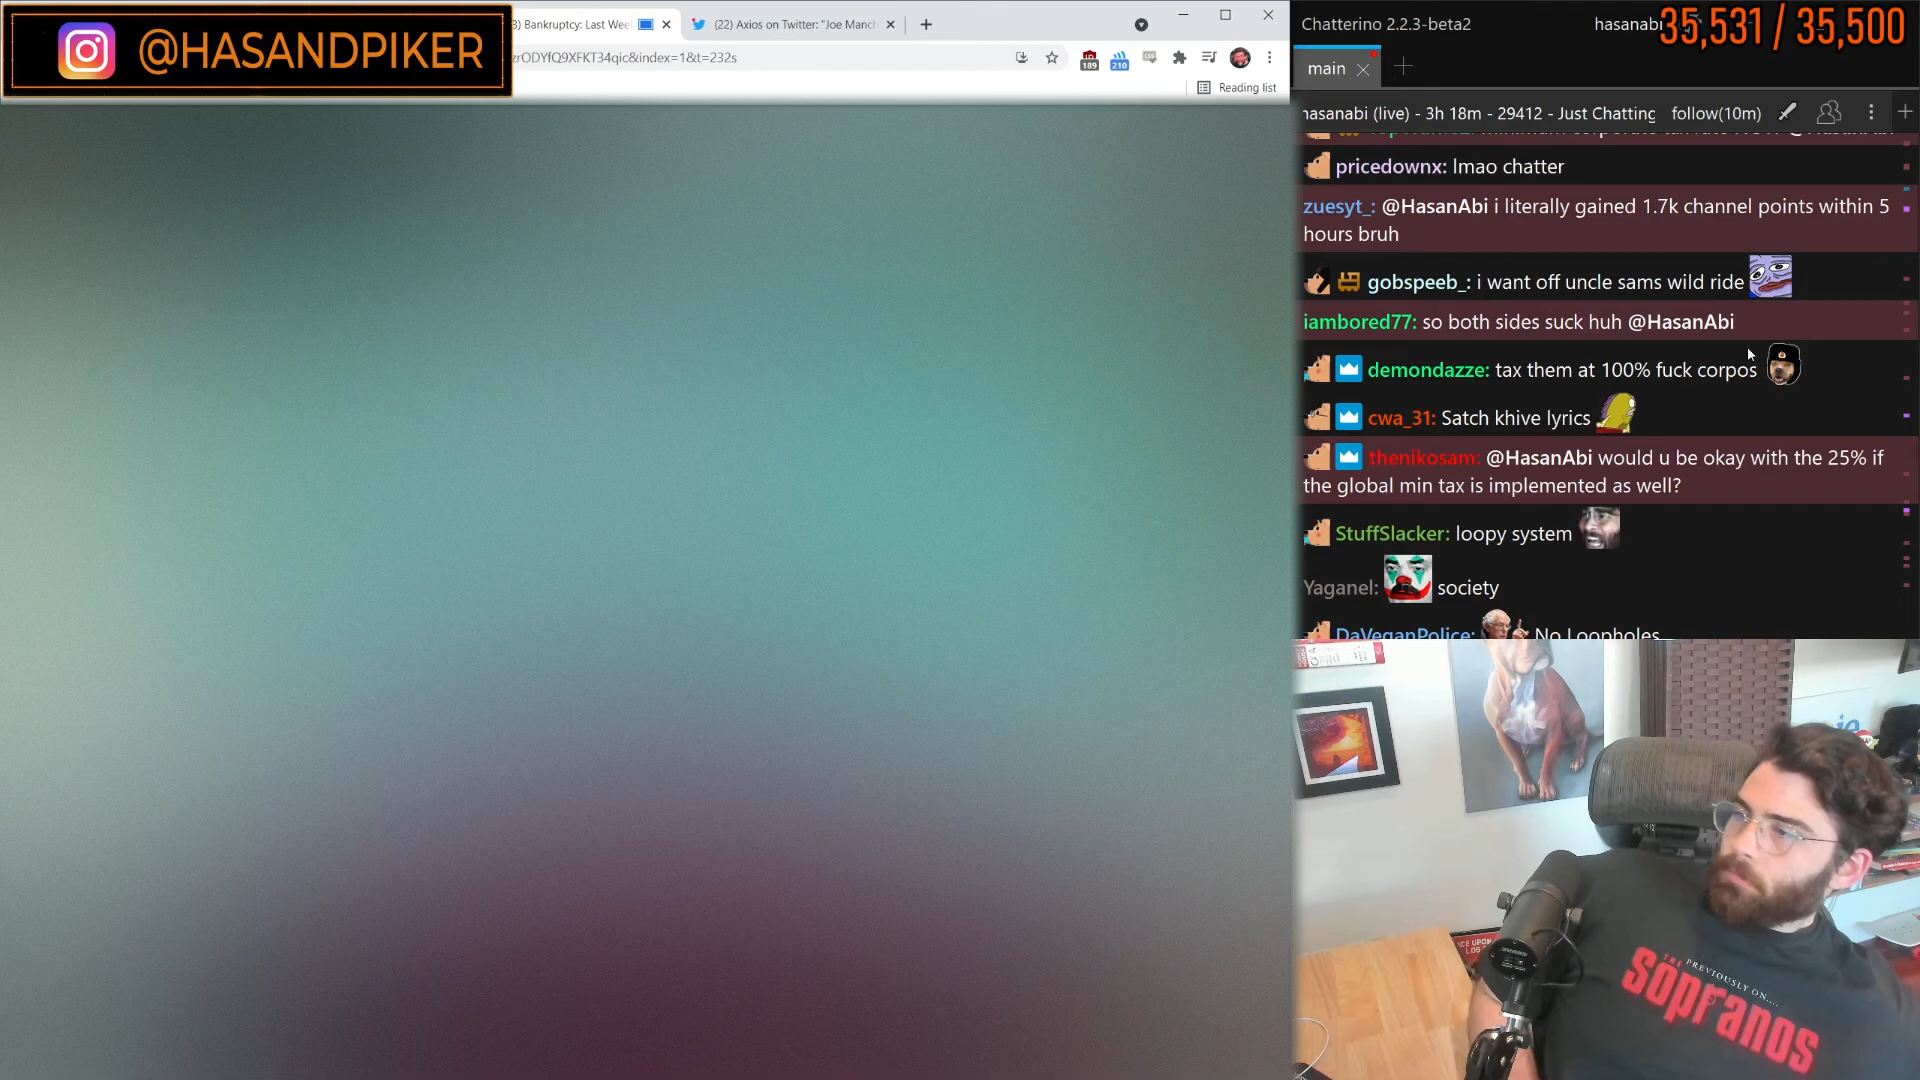 @HASANDPIKER
3) Bankruptcy: Last Wee
(22) Axios on Twitter: "Joe Manch
zrODYfQ9XFKT34qic&index=1&t=232s
189
210
Reading list
Chatterino 2.2.3-beta2
hasanabi
35,531 / 35,500
main
hasanabi (live) - 3h 18m - 29412 - Just Chatting
follow(10m)
pricedownx: lmao chatter
zuesyt_: @HasanAbi i literally gained 1.7k channel points within 5
hours bruh
gobspeeb_: i want off uncle sams wild ride
iambored77: so both sides suck huh @HasanAbi
demondazze: tax them at 100% fuck corpos
cwa_31: Satch khive lyrics
thenikosam: @HasanAbi would u be okay with the 25% if
the global min tax is implemented as well?
StuffSlacker: loopy system
Yaganel: society
DaVeganPolice: No Loopholes
THE PREVIOUSLY ON....
Sopranos